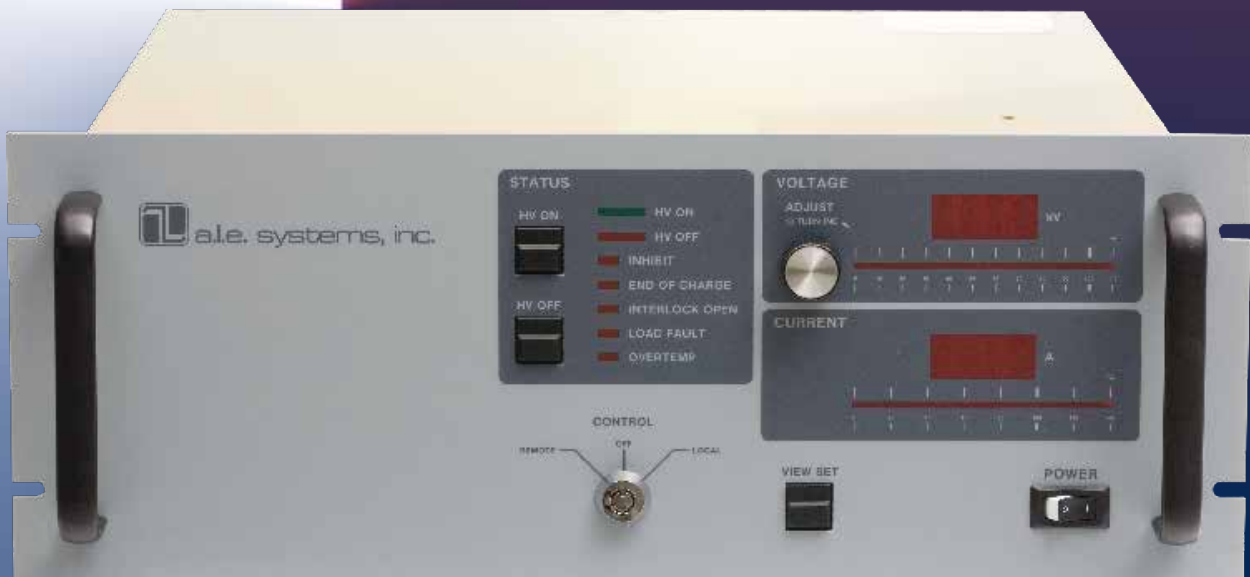 a.l.e. systems, inc.
STATUS
HV ON
HV OFF
HV ON
HV OFF
INHIBIT
END OF CHARGE
INTERLOCK OPEN
LOAD FAULT
OVERTEMP
VOLTAGE
ADJUST
kV
CURRENT
A
CONTROL
REMOTE
OFF
LOCAL
VIEW SET
POWER